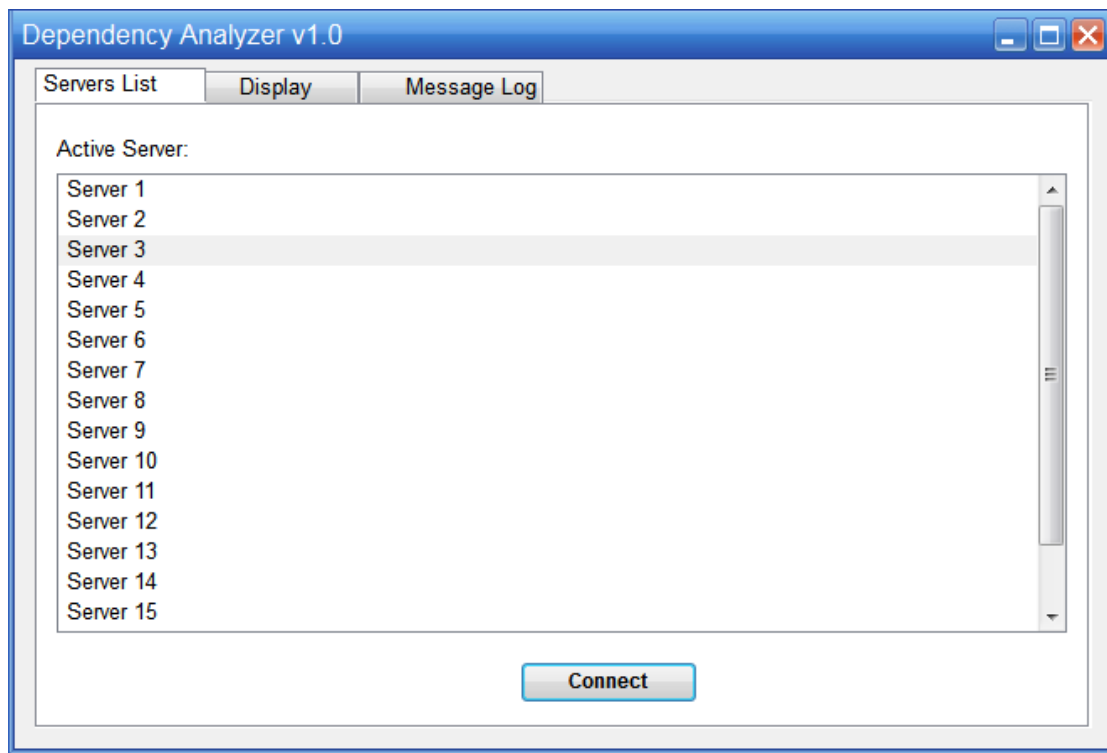 Dependency Analyzer v1.0
Servers List Display Message Log
Active Server:
Server 1
Server 2
Server 3
Server 4
Server 5
Server 6
Server 7
Server 8
Server 9
Server 10
Server 11
Server 12
Server 13
Server 14
Server 15
Connect